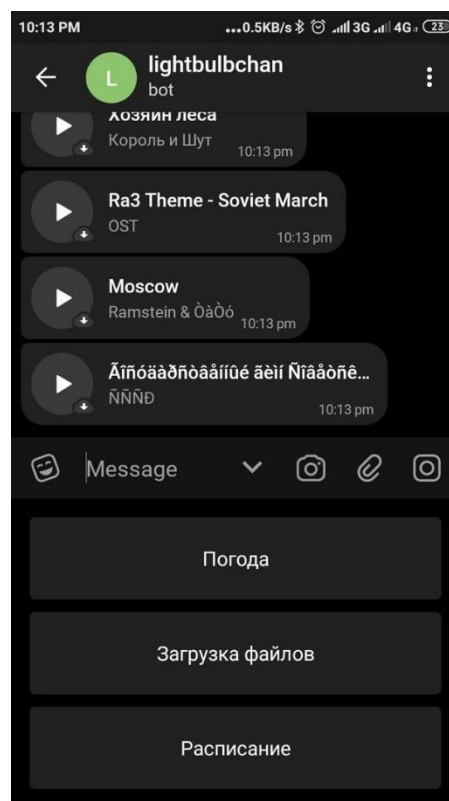 10:13 PM ...0.5KB/s 3G 4G 23
L lightbulbchan
bot
Хозяин леса
Король и Шут 10:13 pm
Ra3 Theme - Soviet March
OST 10:13 pm
Moscow
Ramstein & ÒàÒó 10:13 pm
Ãîñóäàðñòâåííûé ãèìí Ñîâåòñê...
ÑÑÑÐ 10:13 pm
Message
Погода
Загрузка файлов
Расписание